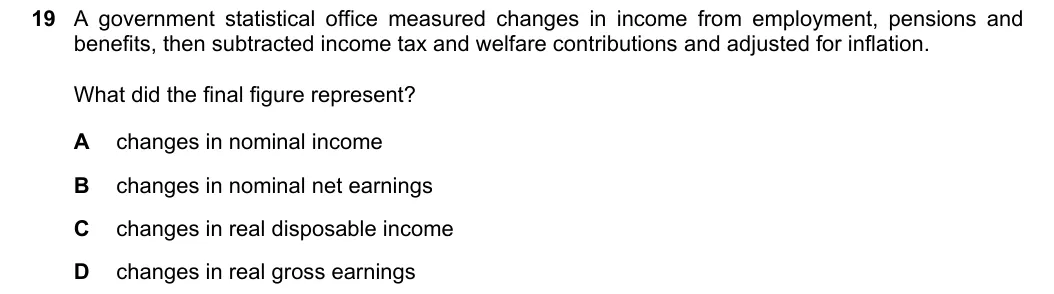 19 A government statistical office measured changes in income from employment, pensions and
benefits, then subtracted income tax and welfare contributions and adjusted for inflation.
What did the final figure represent?
A changes in nominal income
B changes in nominal net earnings
C changes in real disposable income
D changes in real gross earnings